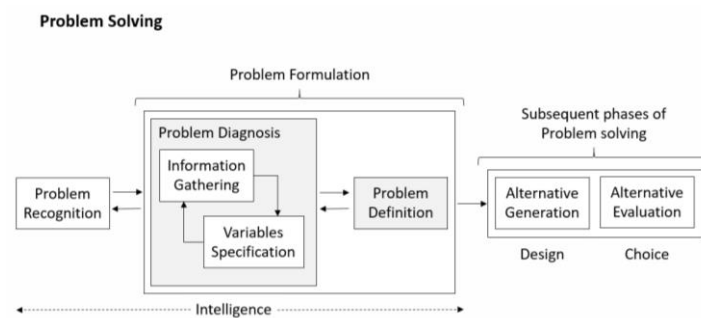 Problem Solving
Problem Formulation
Subsequent phases of
Problem solving
Problem Diagnosis
Information
Gathering
Variables
Specification
Problem
Recognition
Problem
Definition
Alternative
Generation
Alternative
Evaluation
Design
Choice
Intelligence